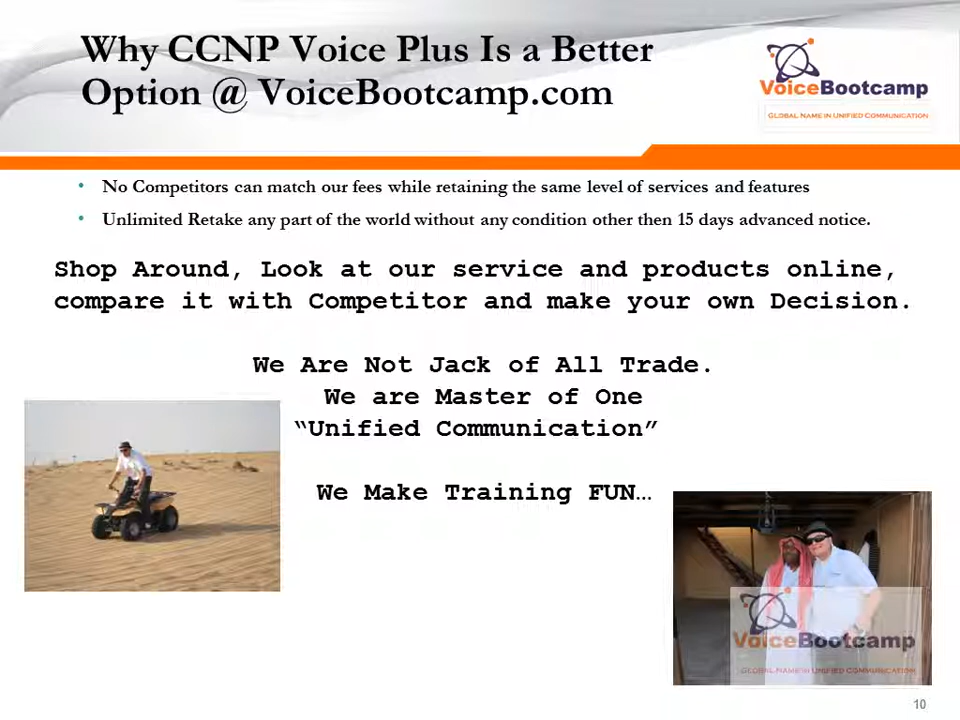 Why CCNP Voice Plus Is a Better
Option @ VoiceBootcamp.com
VoiceBootcamp
GLOBAL NAME IN UNIFIED COMMUNICATION
• No Competitors can match our fees while retaining the same level of services and features
• Unlimited Retake any part of the world without any condition other then 15 days advanced notice.
Shop Around, Look at our service and products online,
compare it with Competitor and make your own Decision.
We Are Not Jack of All Trade.
We are Master of One
“Unified Communication”
We Make Training FUN…
VoiceBootcamp
GLOBAL NAME IN UNIFIED COMMUNICATION
10